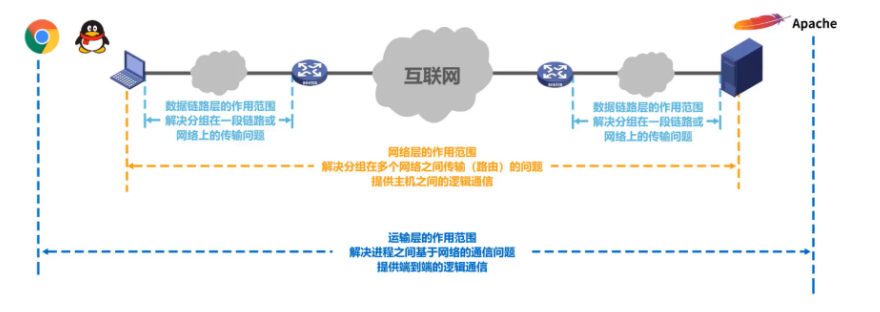 Apache
互联网
数据链路层的作用范围
解决分组在一段链路或
网络上的传输问题
数据链路层的作用范围
解决分组在一段链路或
网络上的传输问题
网络层的作用范围
解决分组在多个网络之间传输（路由）的问题
提供主机之间的逻辑通信
运输层的作用范围
解决进程之间基于网络的通信问题
提供端到端的逻辑通信